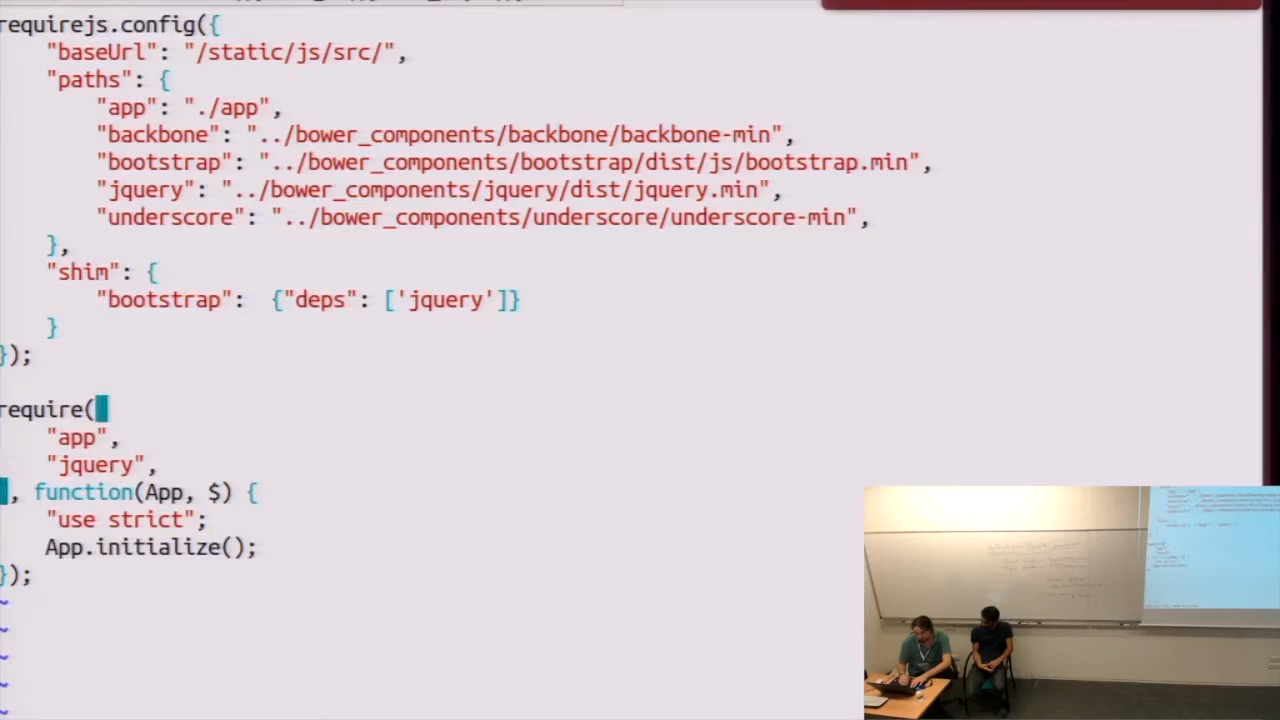 requirejs.config({
    "baseUrl": "/static/js/src/",
    "paths": {
        "app": "./app",
        "backbone": "../bower_components/backbone/backbone-min",
        "bootstrap": "../bower_components/bootstrap/dist/js/bootstrap.min",
        "jquery": "../bower_components/jquery/dist/jquery.min",
        "underscore": "../bower_components/underscore/underscore-min",
    },
    "shim": {
        "bootstrap":  {"deps": ['jquery']}
    }
});
require(
    "app",
    "jquery",
, function(App, $) {
    "use strict";
    App.initialize();
});
~
~
~
~
~